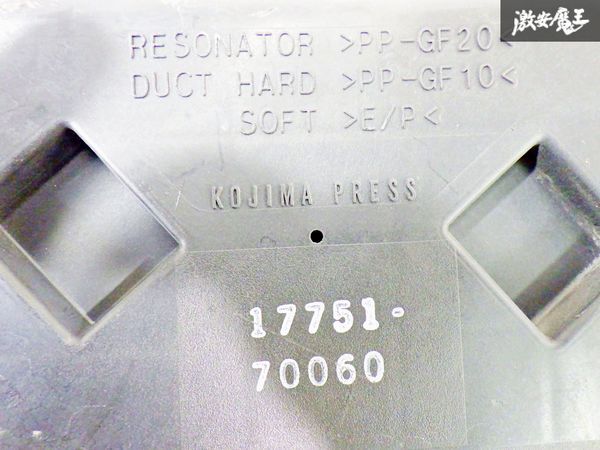 激安魔王
RESONATOR >PP-GF20<
DUCT HARD >PP-GF10<
SOFT >E/P<
KOJIMA PRESS
17751-
70060